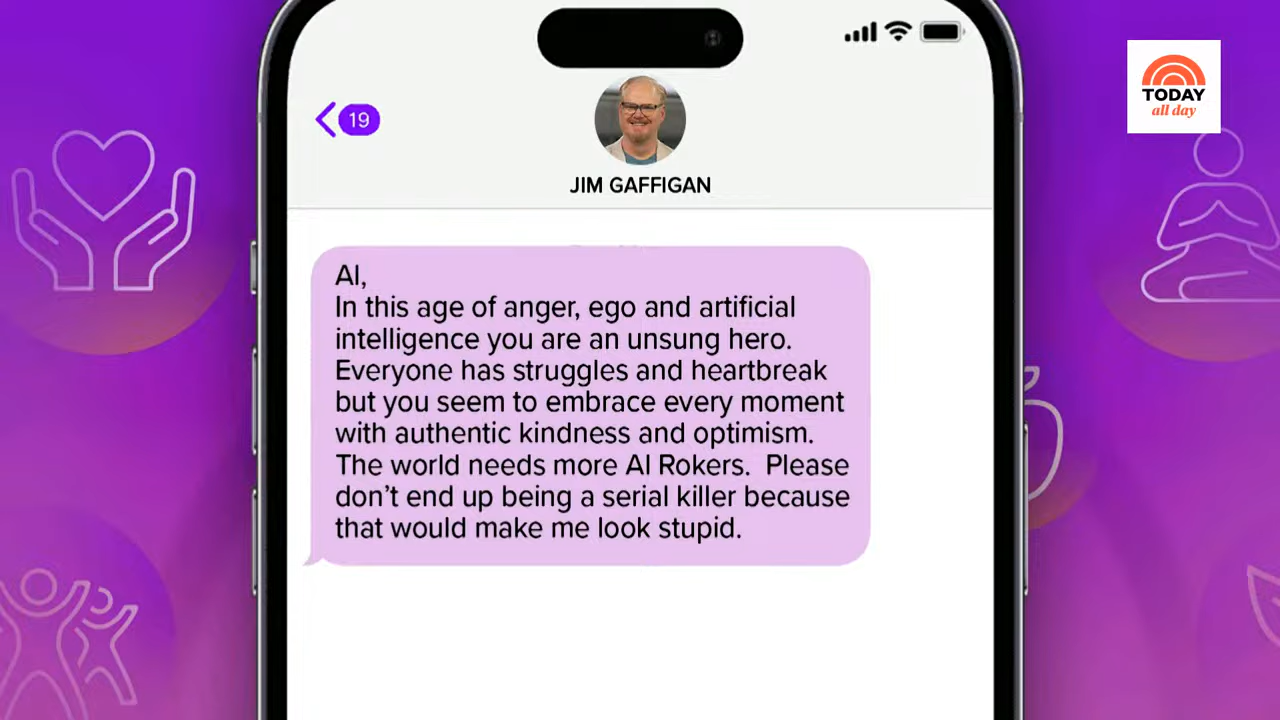 19
TODAY
all day
JIM GAFFIGAN
Al,
In this age of anger, ego and artificial
intelligence you are an unsung hero.
Everyone has struggles and heartbreak
but you seem to embrace every moment
with authentic kindness and optimism.
The world needs more Al Rokers.  Please
don’t end up being a serial killer because
that would make me look stupid.